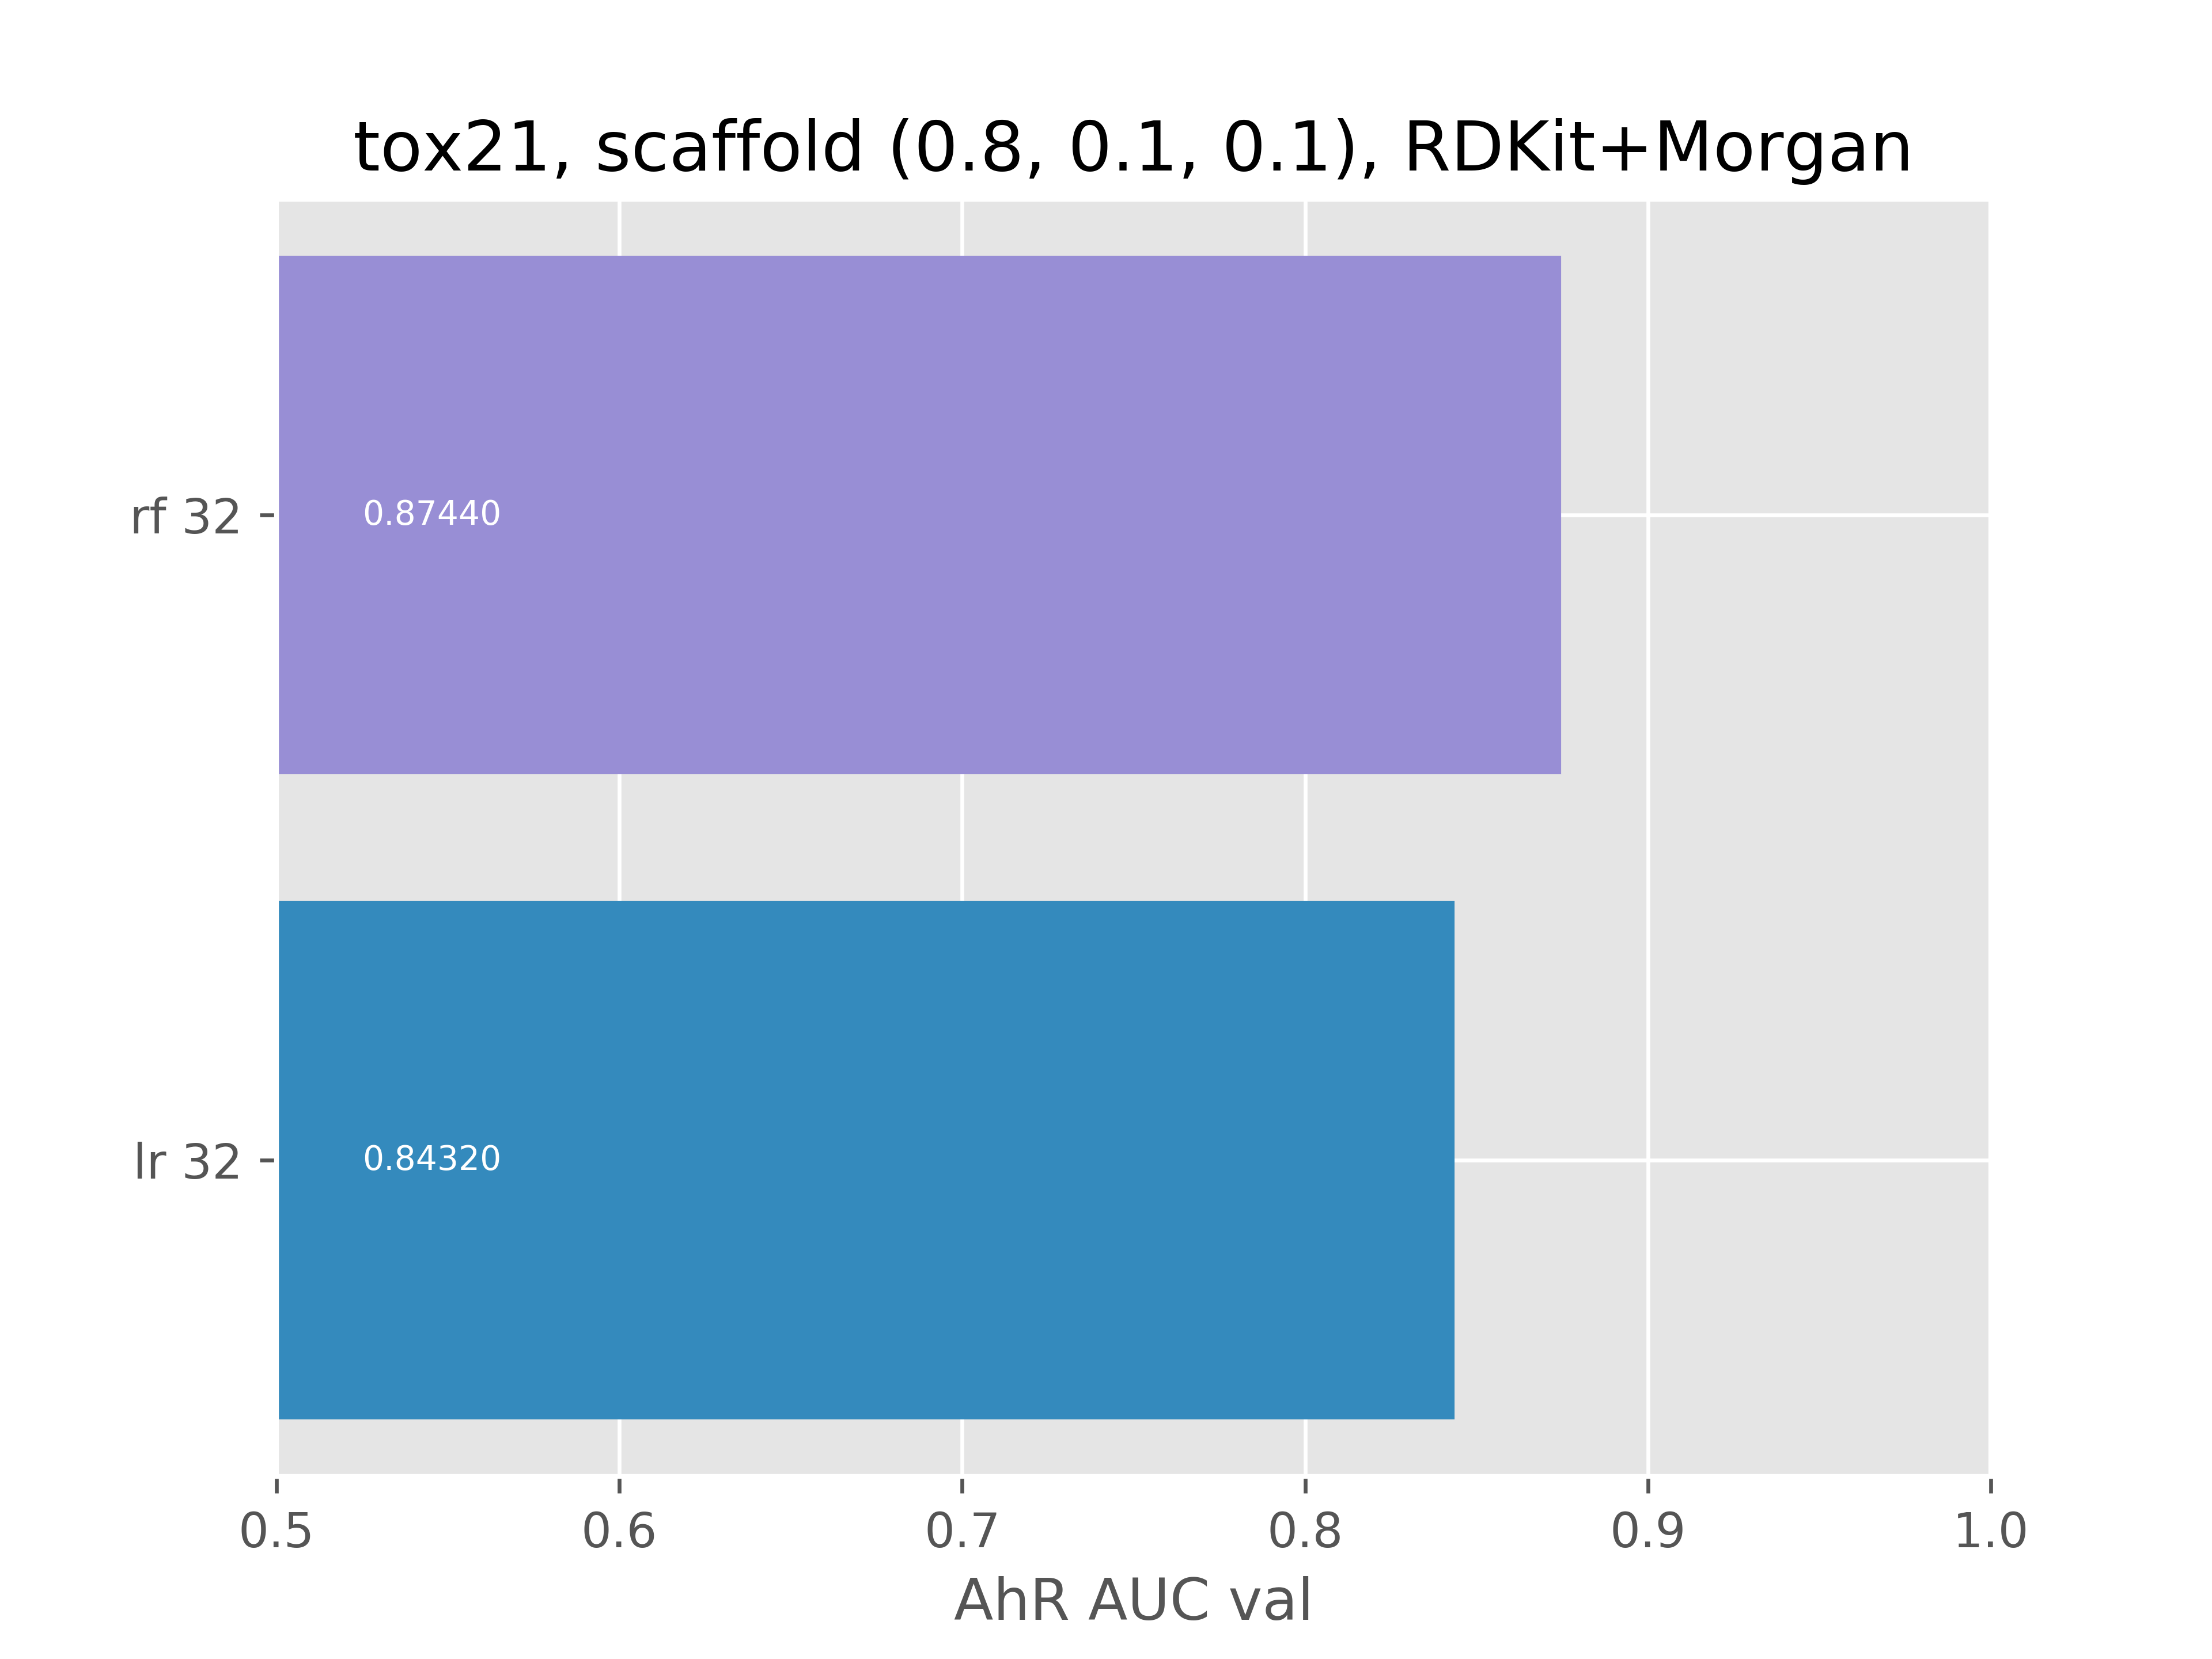 tox21, scaffold (0.8, 0.1, 0.1), RDKit+Morgan
rf 32
0.87440
lr 32
0.84320
0.5 0.6 0.7 0.8 0.9 1.0
AhR AUC val